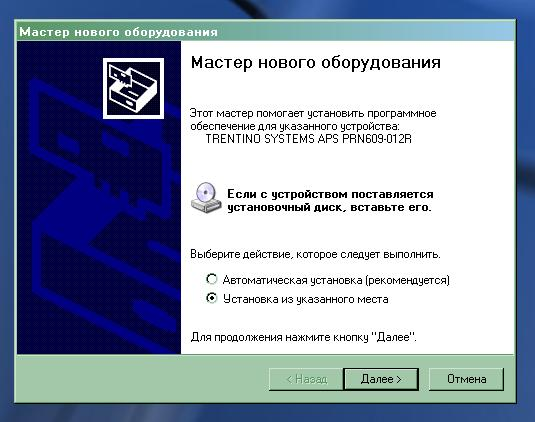 Мастер нового оборудования
Мастер нового оборудования
Этот мастер помогает установить программное
обеспечение для указанного устройства:
TRENTINO SYSTEMS APS PRN609-012R
Если с устройством поставляется
установочный диск, вставьте его.
Выберите действие, которое следует выполнить.
Автоматическая установка (рекомендуется)
Установка из указанного места
Для продолжения нажмите кнопку "Далее".
< Назад
Далее >
Отмена